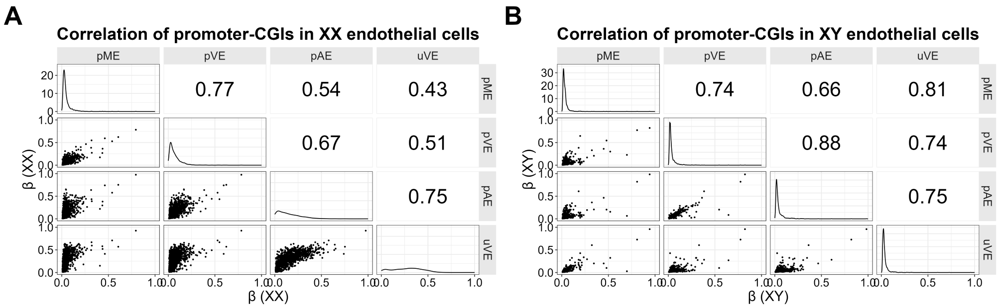 A
B
Correlation of promoter-CGIs in XX endothelial cells
pME pVE pAE uVE
20
10
0
0.77 0.54 0.43
pME
1.0
0.5
0.0
0.67 0.51
pVE
1.0
0.5
0.0
0.75
pAE
1.0
0.5
0.0
uVE
β (XX)
0.0 0.5 1.0 0.0 0.5 1.0 0.0 0.5 1.0 0.0 0.5 1.0
β (XX)
Correlation of promoter-CGIs in XY endothelial cells
pME pVE pAE uVE
30
20
10
0
0.74 0.66 0.81
pME
1.0
0.5
0.0
0.88 0.74
pVE
1.0
0.5
0.0
0.75
pAE
1.0
0.5
0.0
uVE
β (XY)
0.0 0.5 1.0 0.0 0.5 1.0 0.0 0.5 1.0 0.0 0.5 1.0
β (XY)